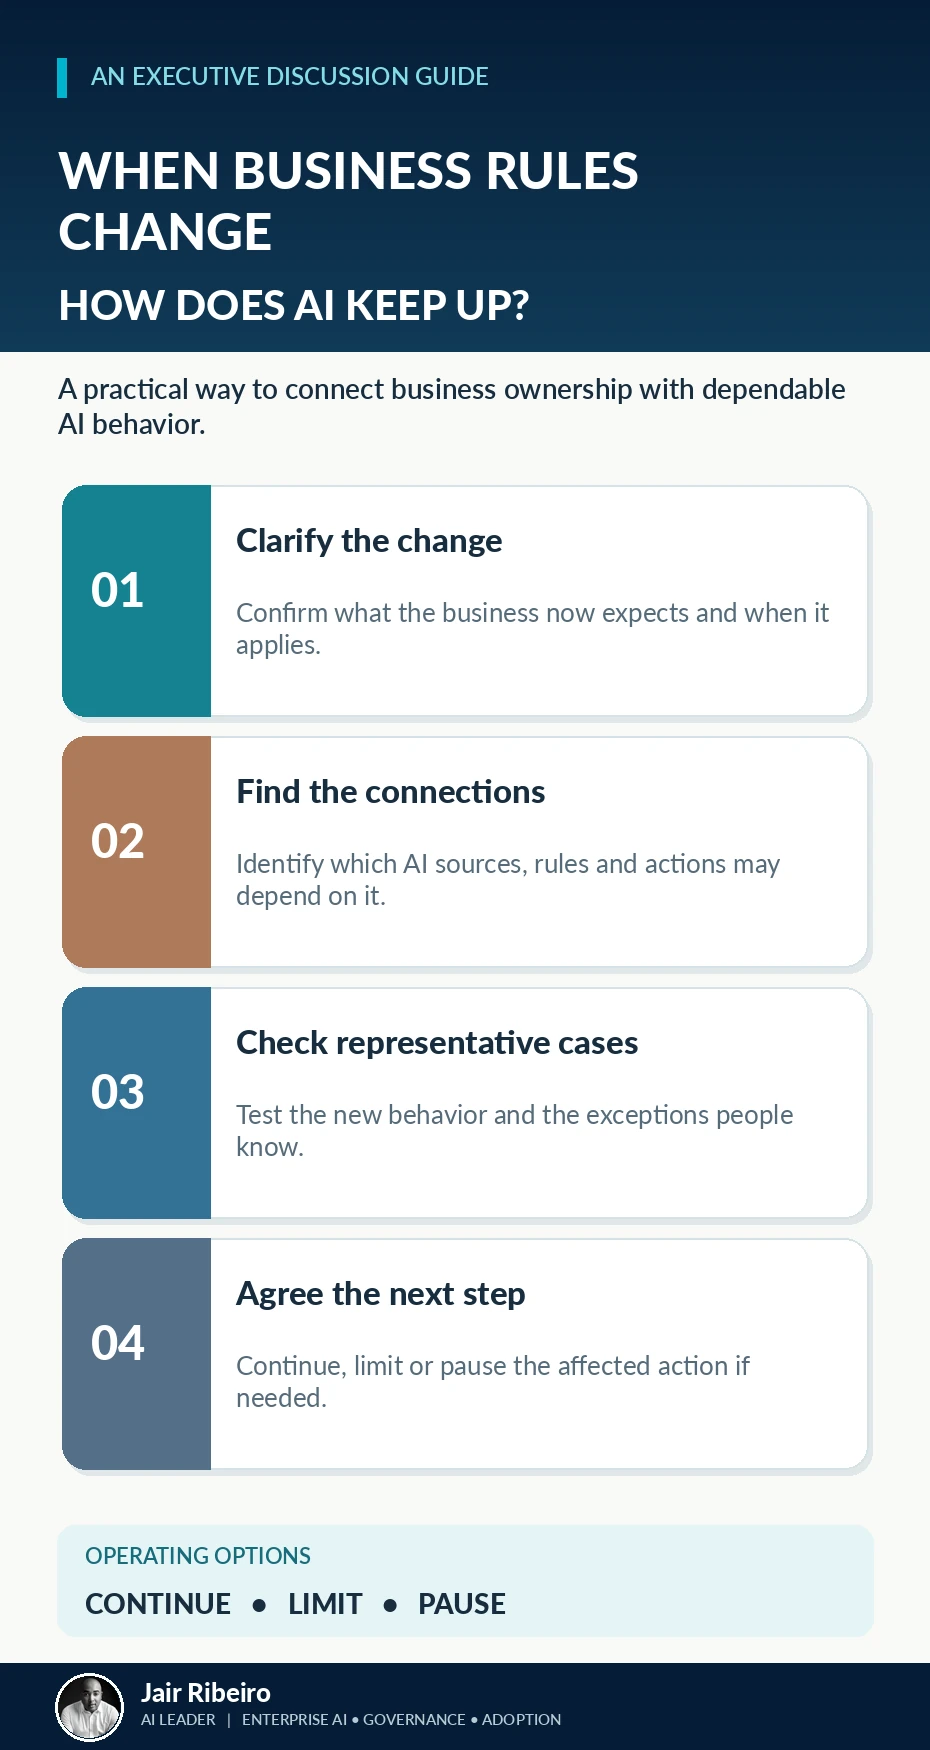 AN EXECUTIVE DISCUSSION GUIDE
WHEN BUSINESS RULES
CHANGE
HOW DOES AI KEEP UP?
A practical way to connect business ownership with dependable
AI behavior.
01
Clarify the change
Confirm what the business now expects and when it
applies.
02
Find the connections
Identify which AI sources, rules and actions may
depend on it.
03
Check representative cases
Test the new behavior and the exceptions people
know.
04
Agree the next step
Continue, limit or pause the affected action if
needed.
OPERATING OPTIONS
CONTINUE ● LIMIT ● PAUSE
Jair Ribeiro
AI LEADER | ENTERPRISE AI • GOVERNANCE • ADOPTION